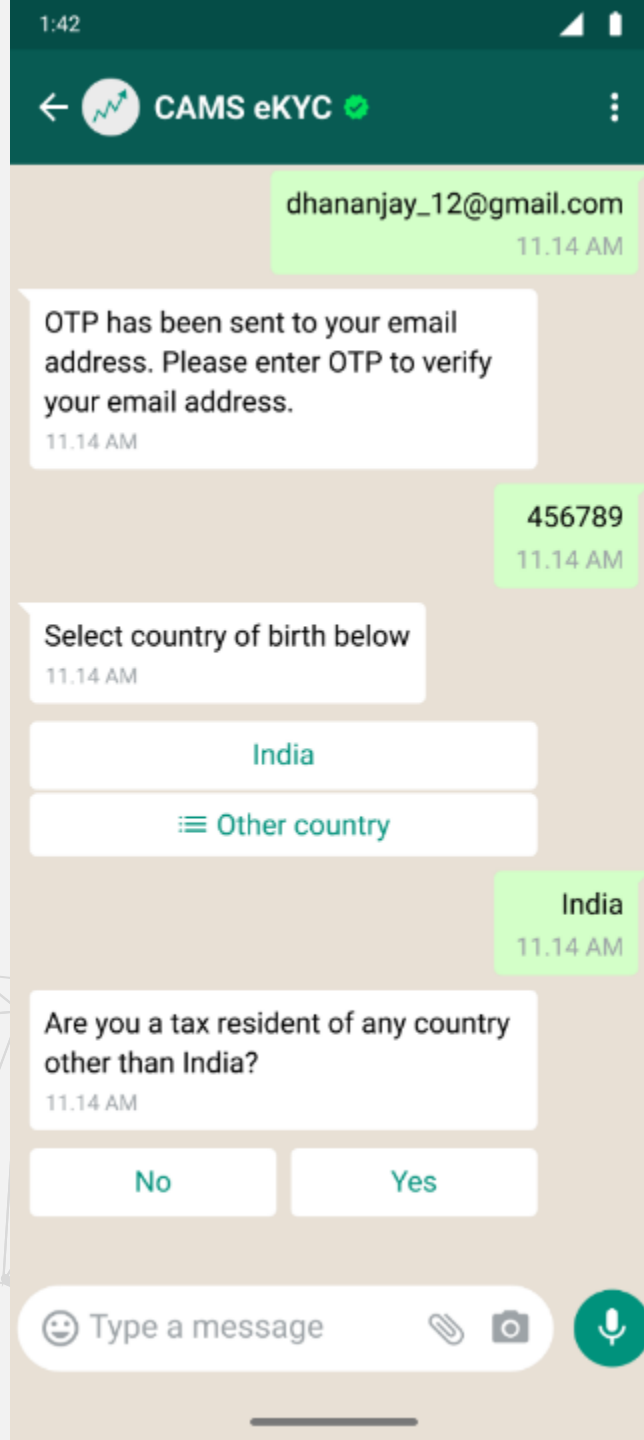 1:42
CAMS eKYC
dhananjay_12@gmail.com
11.14 AM
OTP has been sent to your email
address. Please enter OTP to verify
your email address.
11.14 AM
456789
11.14 AM
Select country of birth below
11.14 AM
India
Other country
India
11.14 AM
Are you a tax resident of any country
other than India?
11.14 AM
No Yes
Type a message